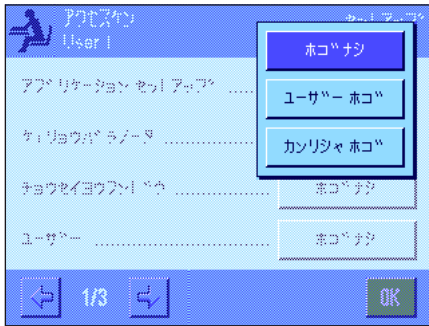 アクセスケン セットアップ
User 1
ホゴナシ
ユーザー ホゴ
カンリシャ ホゴ
アプリケーション セットアップ ....
ケイリョウパラメータ ................
チョウセイヨウフンドウ ............... ホゴナシ
ユーザー ............................ ホゴナシ
1/3 OK